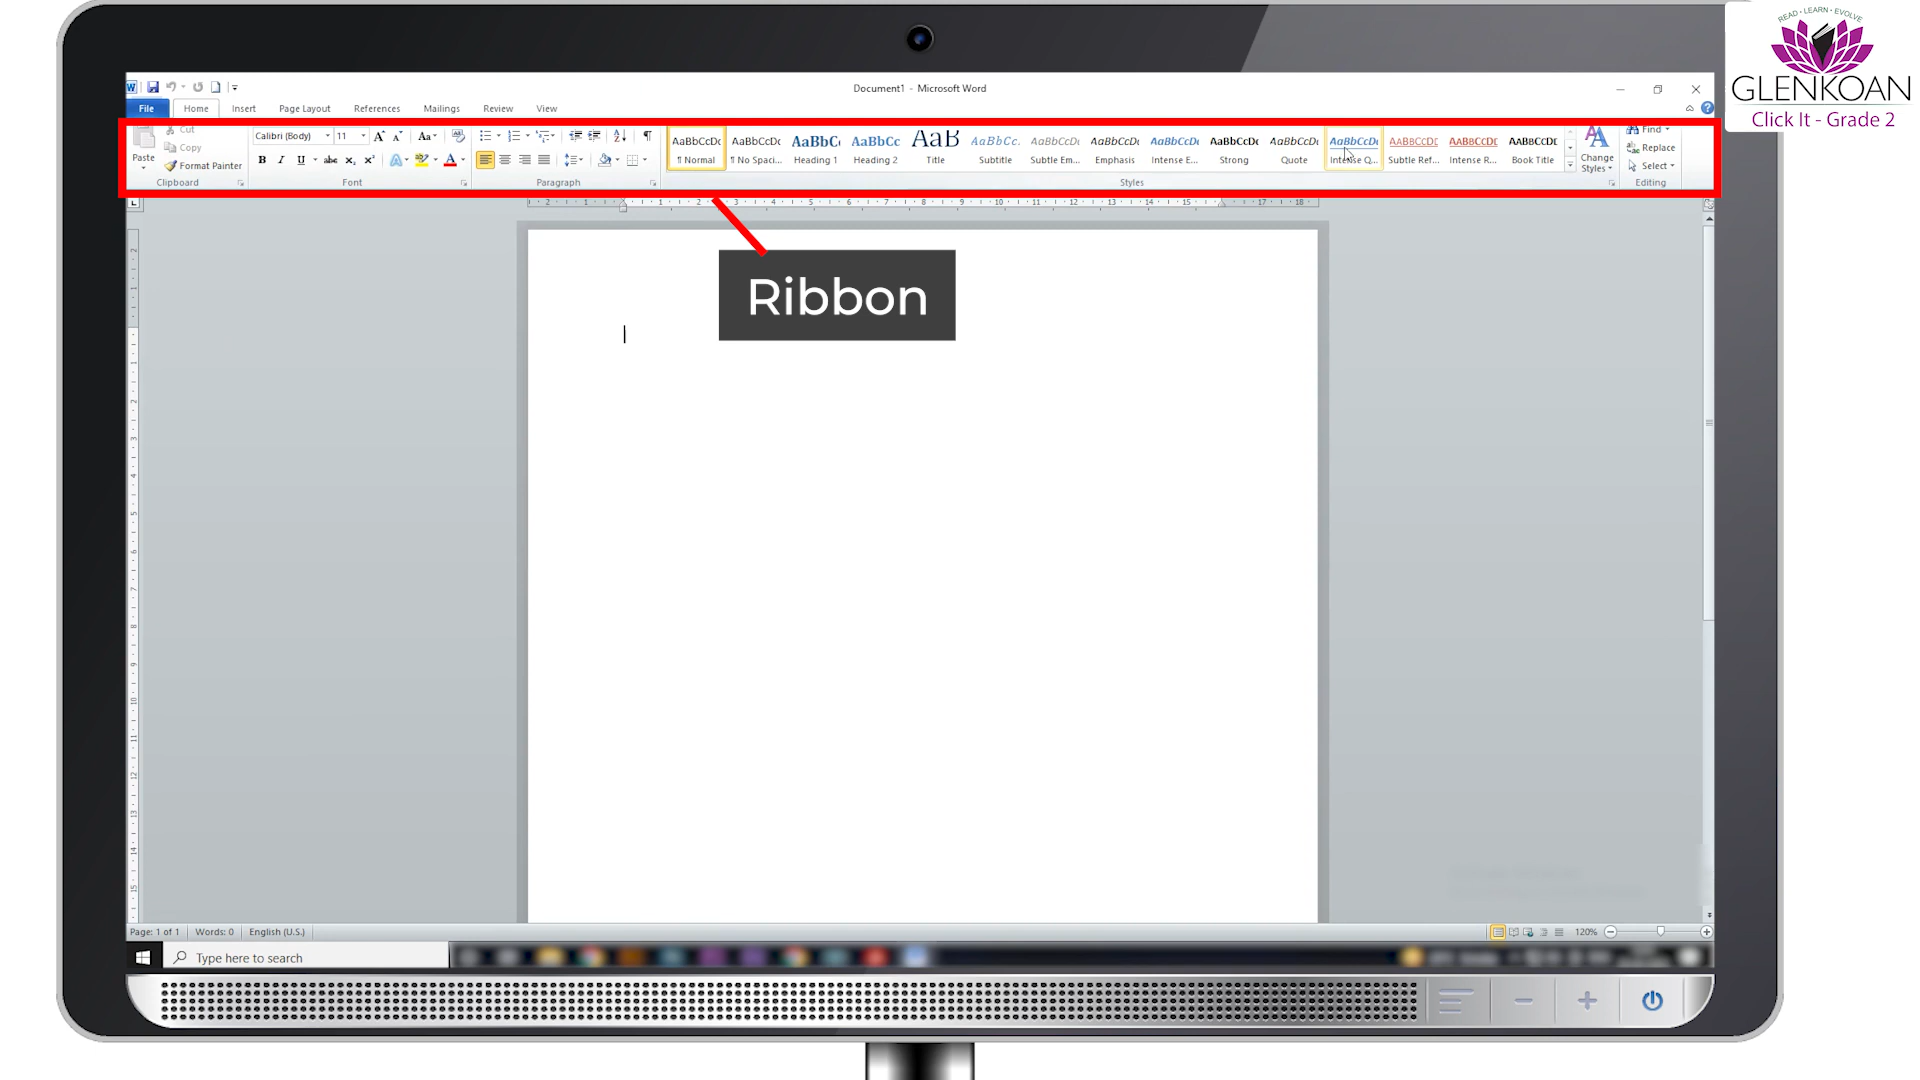 READ • LEARN • EVOLVE
GLENKOAN
Click It - Grade 2
Document1 - Microsoft Word
File Home Insert Page Layout References Mailings Review View
Cut
Copy
Format Painter
Paste
Clipboard
Calibri (Body) 11
Font
Paragraph
AaBbCcDc AaBbCcDc AaBbC AaBbCc AaB AaBbCc. AaBbCcDc AaBbCcDc AaBbCcDc AaBbCcDc AaBbCcDc AaBbCcDc AABBCCDC AABBCCDC AABBCCDC
¶ Normal ¶ No Spaci... Heading 1 Heading 2 Title Subtitle Subtle Em... Emphasis Intense E... Strong Quote Intense Q... Subtle Ref... Intense R... Book Title
Styles
Change
Styles
Find
Replace
Select
Editing
Ribbon
Page: 1 of 1 Words: 0 English (U.S.)
120%
Type here to search